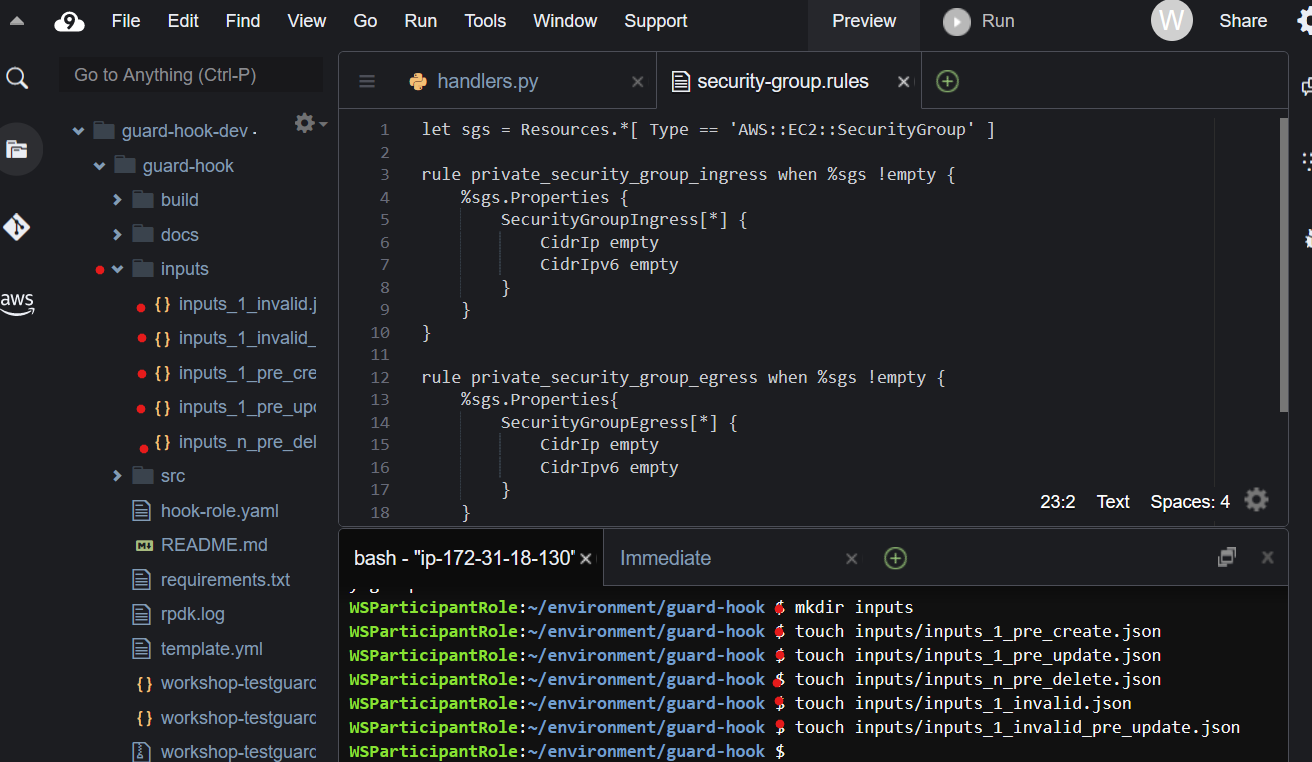 9 File Edit Find View Go Run Tools Window Support Preview Run W Share
Go to Anything (Ctrl-P)
handlers.py
security-group.rules
guard-hook-dev -
guard-hook
build
docs
inputs
inputs_1_invalid.j
inputs_1_invalid_
inputs_1_pre_cre
inputs_1_pre_up
inputs_n_pre_del
src
hook-role.yaml
README.md
requirements.txt
rpdk.log
template.yml
workshop-testguard
workshop-testguard
workshop-testguard
aws
1 let sgs = Resources.*[ Type == 'AWS::EC2::SecurityGroup' ]
2
3 rule private_security_group_ingress when %sgs !empty {
4 %sgs.Properties {
5 SecurityGroupIngress[*] {
6 CidrIp empty
7 CidrIpv6 empty
8 }
9 }
10 }
11
12 rule private_security_group_egress when %sgs !empty {
13 %sgs.Properties{
14 SecurityGroupEgress[*] {
15 CidrIp empty
16 CidrIpv6 empty
17 }
18 }
23:2 Text Spaces: 4
bash - "ip-172-31-18-130"
Immediate
WSParticipantRole:~/environment/guard-hook $ mkdir inputs
WSParticipantRole:~/environment/guard-hook $ touch inputs/inputs_1_pre_create.json
WSParticipantRole:~/environment/guard-hook $ touch inputs/inputs_1_pre_update.json
WSParticipantRole:~/environment/guard-hook $ touch inputs/inputs_n_pre_delete.json
WSParticipantRole:~/environment/guard-hook $ touch inputs/inputs_1_invalid.json
WSParticipantRole:~/environment/guard-hook $ touch inputs/inputs_1_invalid_pre_update.json
WSParticipantRole:~/environment/guard-hook $